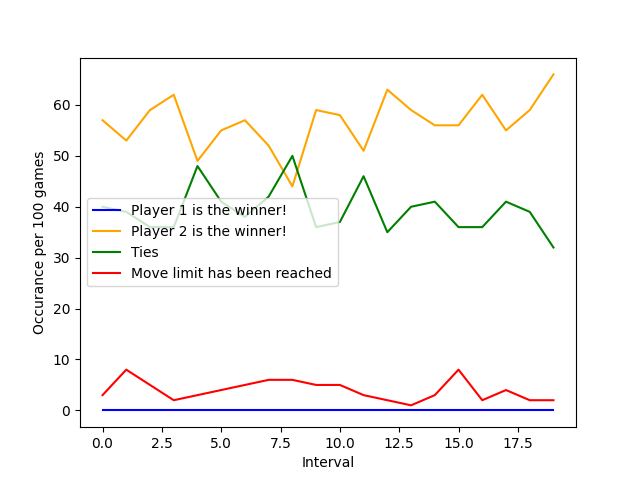 60
50
40
30
20
10
0
Occurance per 100 games
Player 1 is the winner!
Player 2 is the winner!
Ties
Move limit has been reached
0.0 2.5 5.0 7.5 10.0 12.5 15.0 17.5
Interval